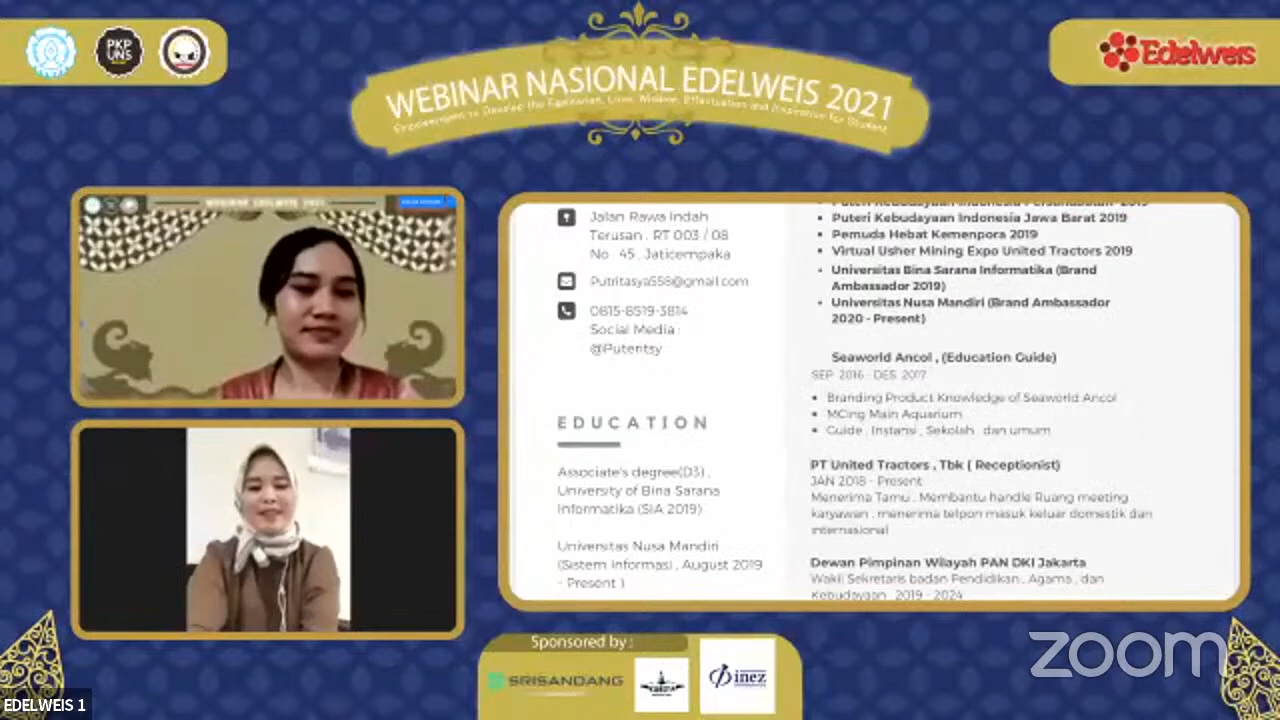 PKP
UNS
WEBINAR NASIONAL EDELWEIS 2021
Edelweis
WEBINAR EDELWEIS 2021
Jalan Rawa Indah
Terusan . RT 003 / 08
No . 45 . Jaticempaka
Putritasya558@gmail.com
0815-8519-3814
Social Media :
@Puteritsy
EDUCATION
Associate's degree(D3) ,
University of Bina Sarana
Informatika (SIA 2019)
Universitas Nusa Mandiri
(Sistem Informasi , August 2019
- Present )
• Puteri Kebudayaan Indonesia Jawa Barat 2019
• Pemuda Hebat Kemenpora 2019
• Virtual Usher Mining Expo United Tractors 2019
• Universitas Bina Sarana Informatika (Brand
Ambassador 2019)
• Universitas Nusa Mandiri (Brand Ambassador
2020 - Present)
Seaworld Ancol , (Education Guide)
SEP 2016 - DES 2017
• Branding Product Knowledge of Seaworld Ancol
• MCing Main Aquarium
• Guide , Instansi , Sekolah , dan umum
PT United Tractors , Tbk ( Receptionist)
JAN 2018 - Present
Menerima Tamu , Membantu handle Ruang meeting
karyawan , menerima telpon masuk keluar domestik dan
internasional
Dewan Pimpinan Wilayah PAN DKI Jakarta
Wakil Sekretaris badan Pendidikan , Agama , dan
Kebudayaan 2019 - 2024
Sponsored by :
SRISANDANG
inez
zoom
EDELWEIS 1